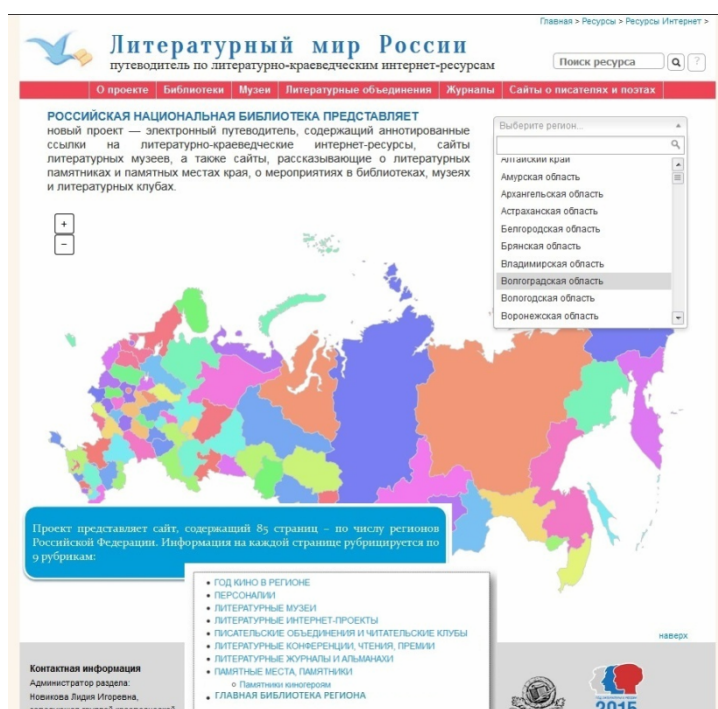 Главная > Ресурсы > Ресурсы Интернет >
Литературный мир России
путеводитель по литературно-краеведческим интернет-ресурсам
Поиск ресурса
?
О проекте Библиотеки Музеи Литературные объединения Журналы Сайты о писателях и поэтах
РОССИЙСКАЯ НАЦИОНАЛЬНАЯ БИБЛИОТЕКА ПРЕДСТАВЛЯЕТ
новый проект — электронный путеводитель, содержащий аннотированные
ссылки на литературно-краеведческие интернет-ресурсы, сайты
литературных музеев, а также сайты, рассказывающие о литературных
памятниках и памятных местах края, о мероприятиях в библиотеках, музеях
и литературных клубах.
Выберите регион...
Алтайский край
Амурская область
Архангельская область
Астраханская область
Белгородская область
Брянская область
Владимирская область
Волгоградская область
Вологодская область
Воронежская область
+
−
Проект представляет сайт, содержащий 85 страниц – по числу регионов
Российской Федерации. Информация на каждой странице рубрицируется по
9 рубрикам:
• ГОД КИНО В РЕГИОНЕ
• ПЕРСОНАЛИИ
• ЛИТЕРАТУРНЫЕ МУЗЕИ
• ЛИТЕРАТУРНЫЕ ИНТЕРНЕТ-ПРОЕКТЫ
• ПИСАТЕЛЬСКИЕ ОБЪЕДИНЕНИЯ И ЧИТАТЕЛЬСКИЕ КЛУБЫ
• ЛИТЕРАТУРНЫЕ КОНФЕРЕНЦИИ, ЧТЕНИЯ, ПРЕМИИ
• ЛИТЕРАТУРНЫЕ ЖУРНАЛЫ И АЛЬМАНАХИ
• ПАМЯТНЫЕ МЕСТА, ПАМЯТНИКИ
o Памятники киногероям
• ГЛАВНАЯ БИБЛИОТЕКА РЕГИОНА
наверх
Контактная информация
Администратор раздела:
Новикова Лидия Игоревна,
2015